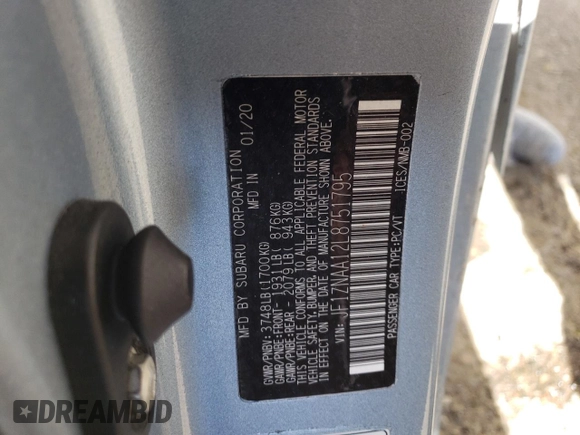 MFD BY SUBARU CORPORATION 01/20
MFD IN
GVWR/PNBV: 3748LB(1700KG)
GAWR/PNBE:FRONT- 1931LB( 876KG)
GAWR/PNBE:REAR - 2079LB( 943KG)
THIS VEHICLE CONFORMS TO ALL APPLICABLE FEDERAL MOTOR
VEHICLE SAFETY, BUMPER, AND THEFT PREVENTION STANDARDS
IN EFFECT ON THE DATE OF MANUFACTURE SHOWN ABOVE.
VIN: JF1ZNAA12L8751795
ICES/NMB-002
PASSENGER CAR TYPE:PC/VT
DREAMBID